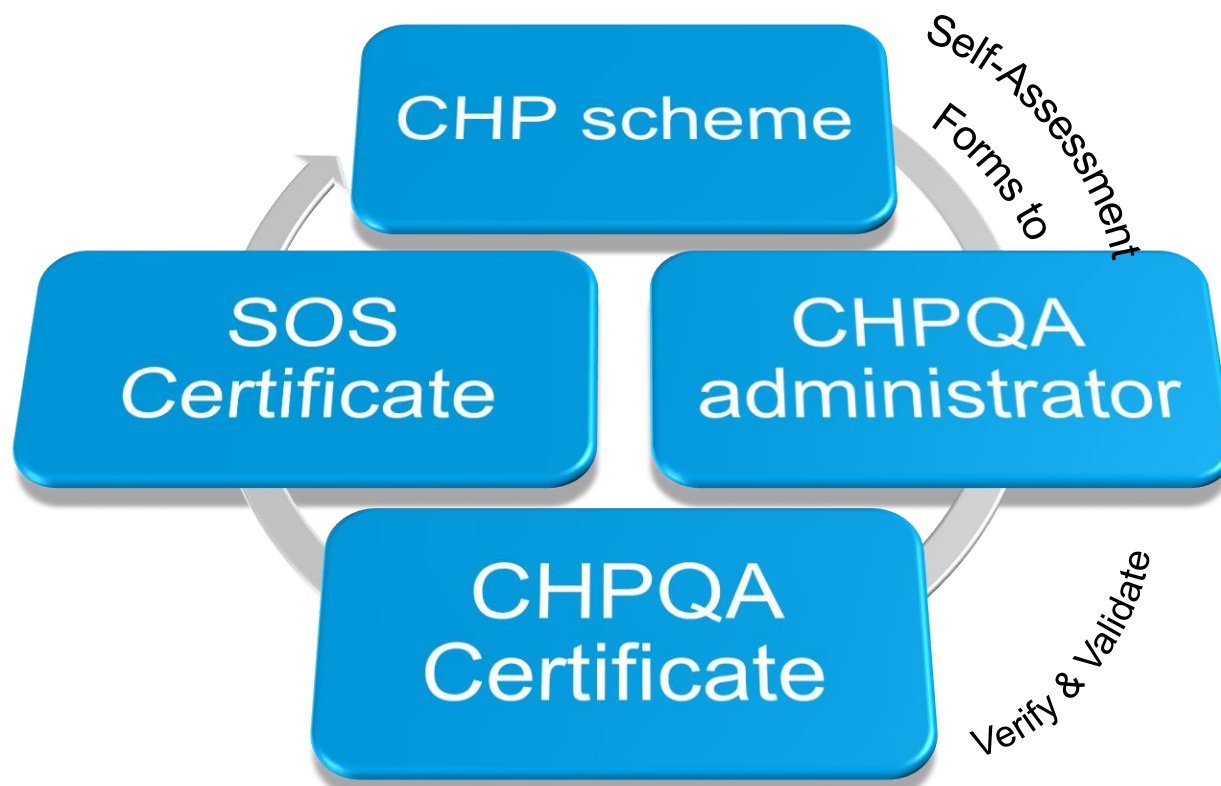 CHP scheme
Self-Assessment
Forms to
CHPQA
administrator
Verify & Validate
CHPQA
Certificate
SOS
Certificate